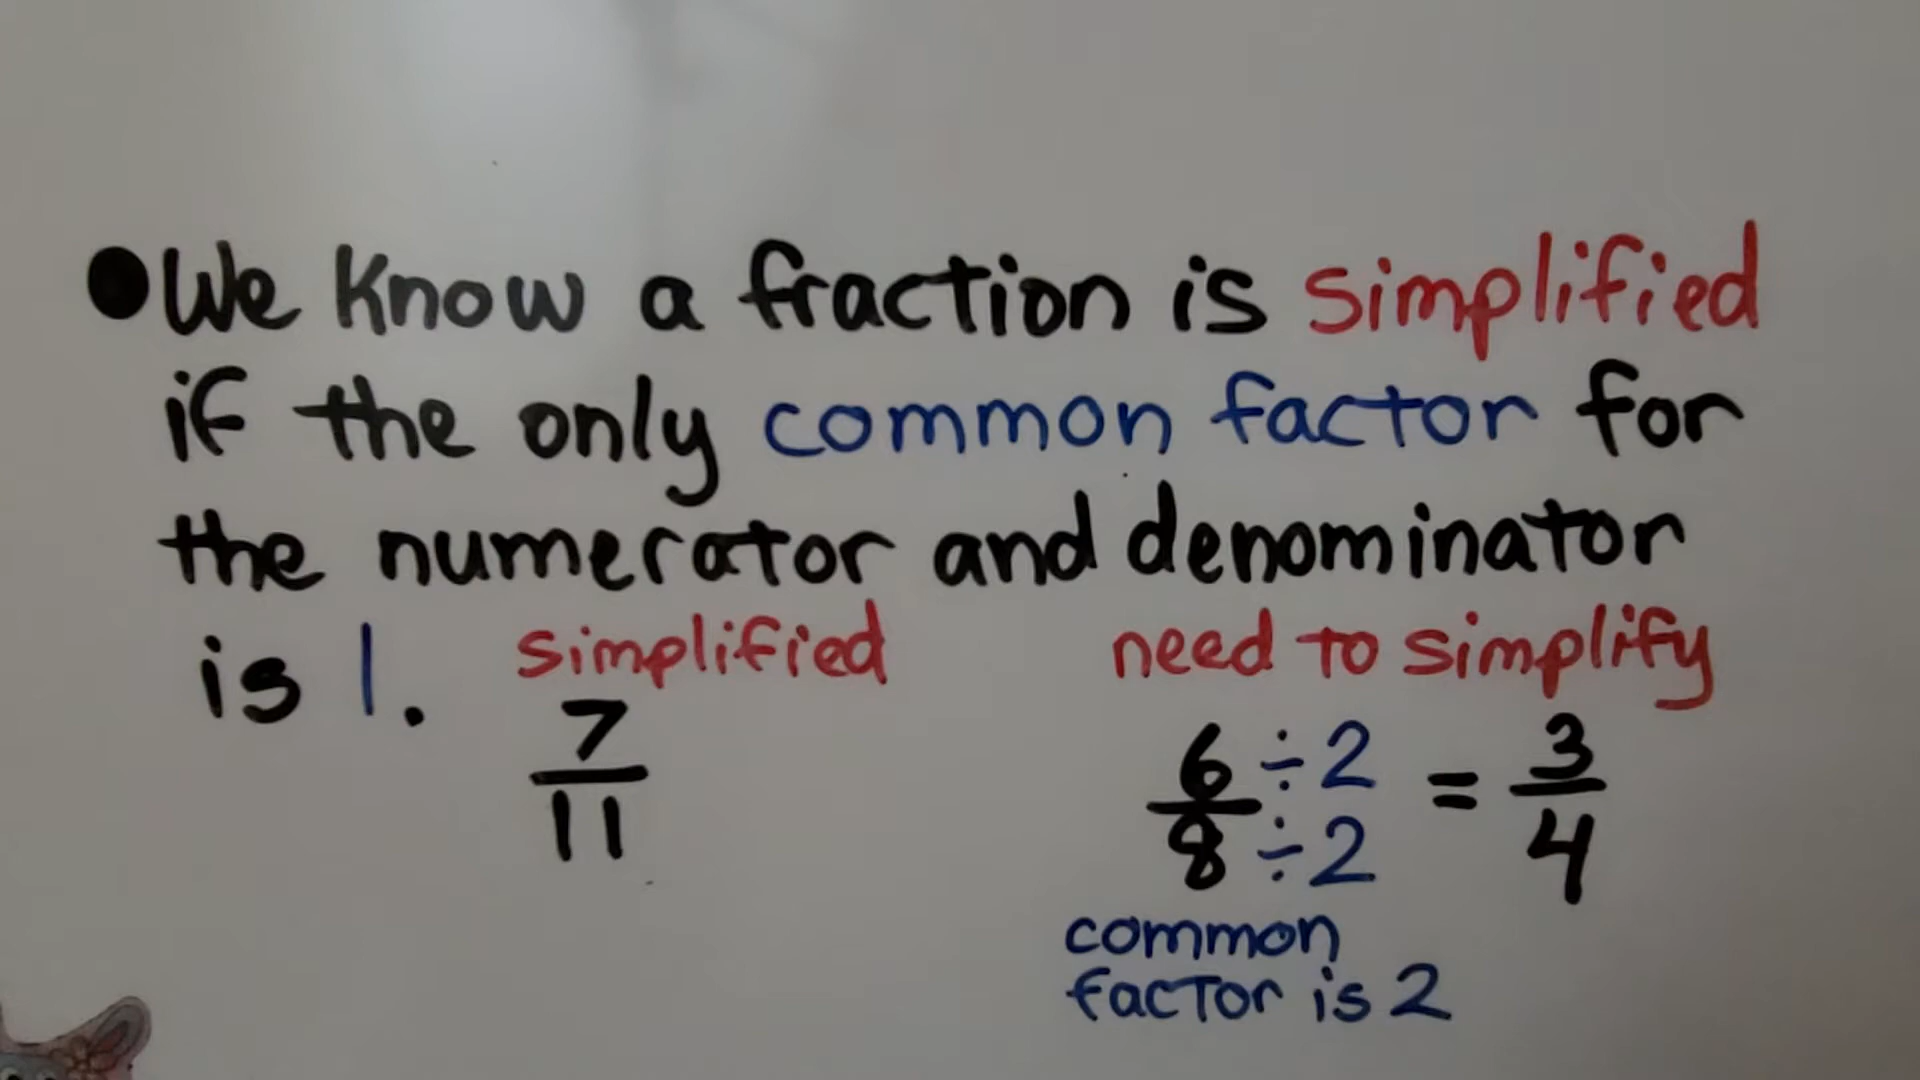 ●We know a fraction is simplified
if the only common factor for
the numerator and denominator
is 1.
simplified
7
11
need to simplify
6 ÷2 = 3
8 ÷2 4
common
factor is 2